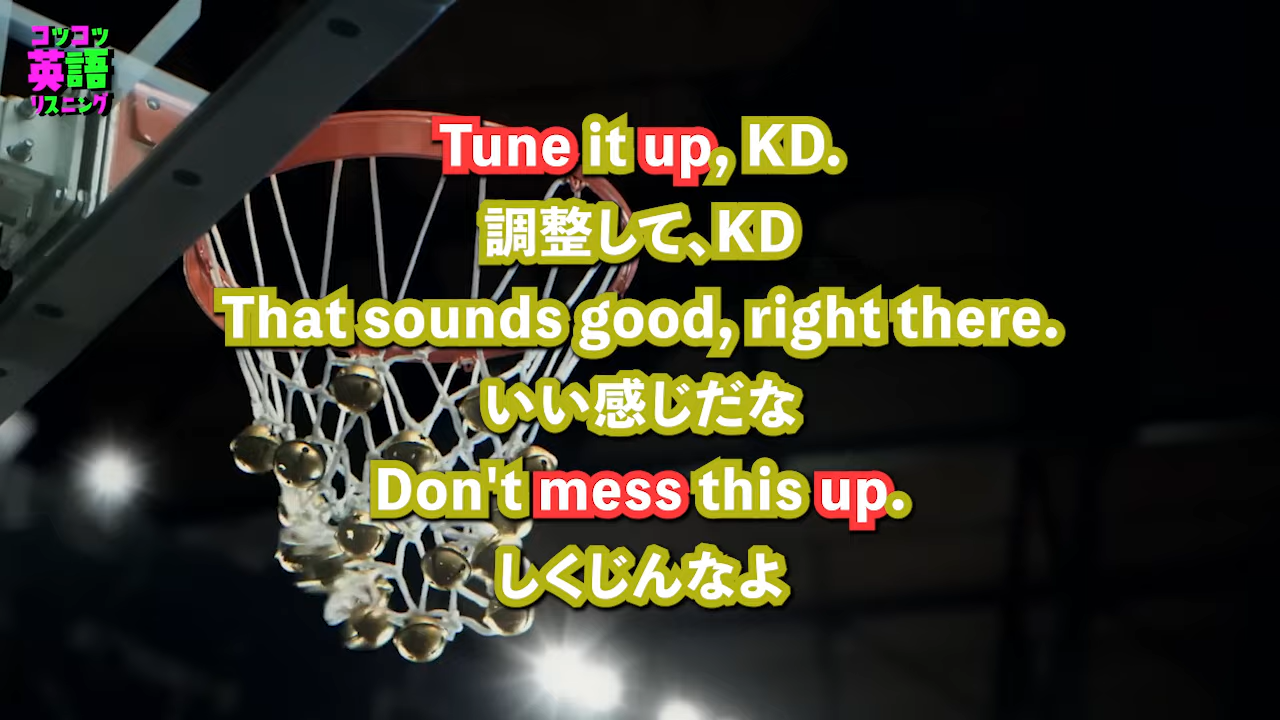 コツコツ
英語
リスニング
Tune it up, KD.
調整して、KD
That sounds good, right there.
いい感じだな
Don't mess this up.
しくじんなよ